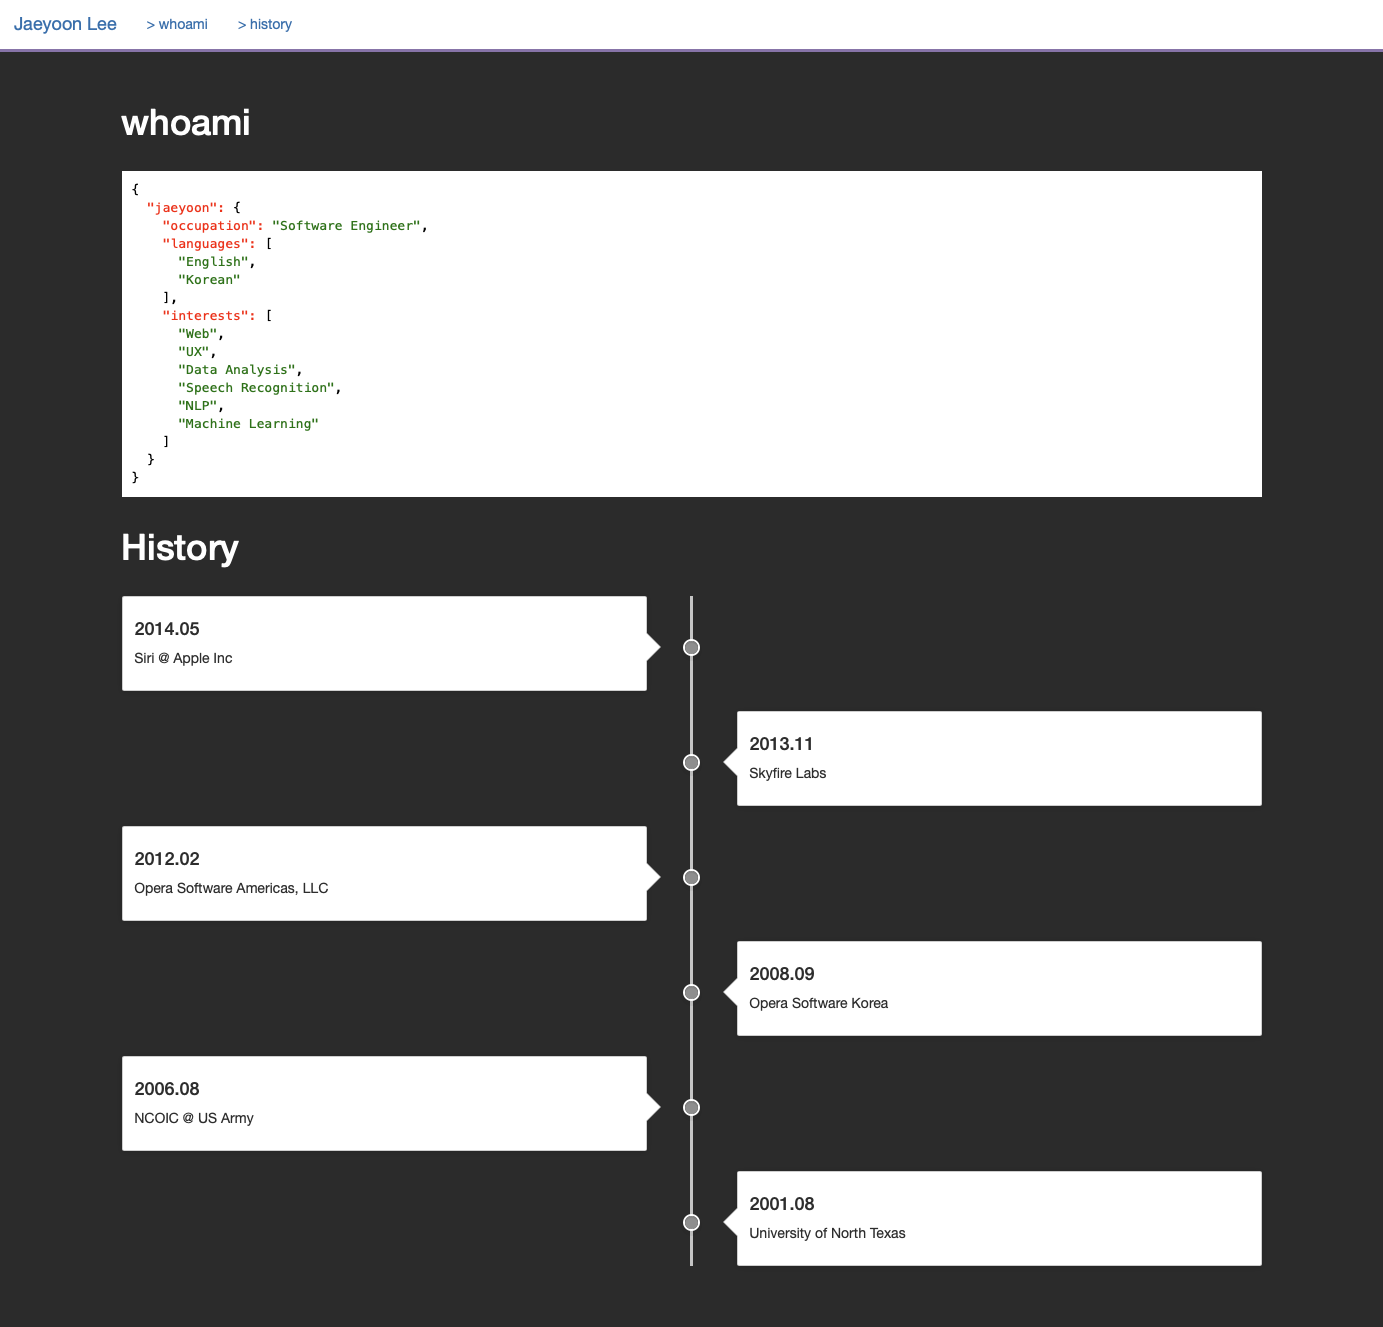 Jaeyoon Lee > whoami > history
whoami
{
  "jaeyoon": {
    "occupation": "Software Engineer",
    "languages": [
      "English",
      "Korean"
    ],
    "interests": [
      "Web",
      "UX",
      "Data Analysis",
      "Speech Recognition",
      "NLP",
      "Machine Learning"
    ]
  }
}
History
2014.05
Siri @ Apple Inc
2013.11
Skyfire Labs
2012.02
Opera Software Americas, LLC
2008.09
Opera Software Korea
2006.08
NCOIC @ US Army
2001.08
University of North Texas